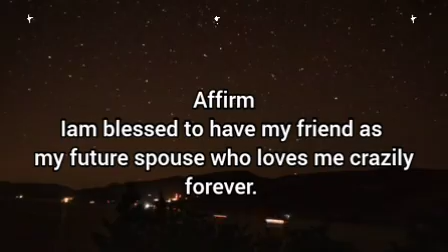 Affirm
Iam blessed to have my friend as
my future spouse who loves me crazily
forever.